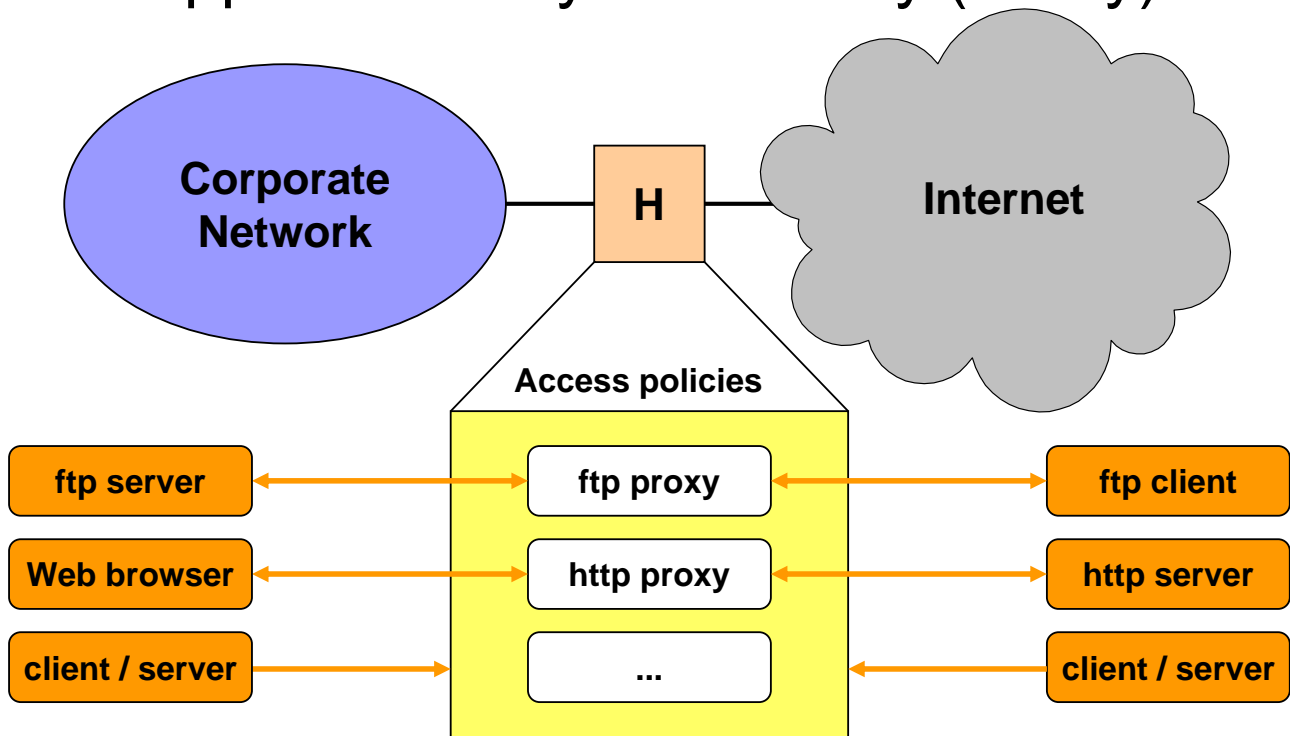 Corporate
Network
H
Internet
Access policies
ftp server
ftp proxy
ftp client
Web browser
http proxy
http server
client / server
...
client / server